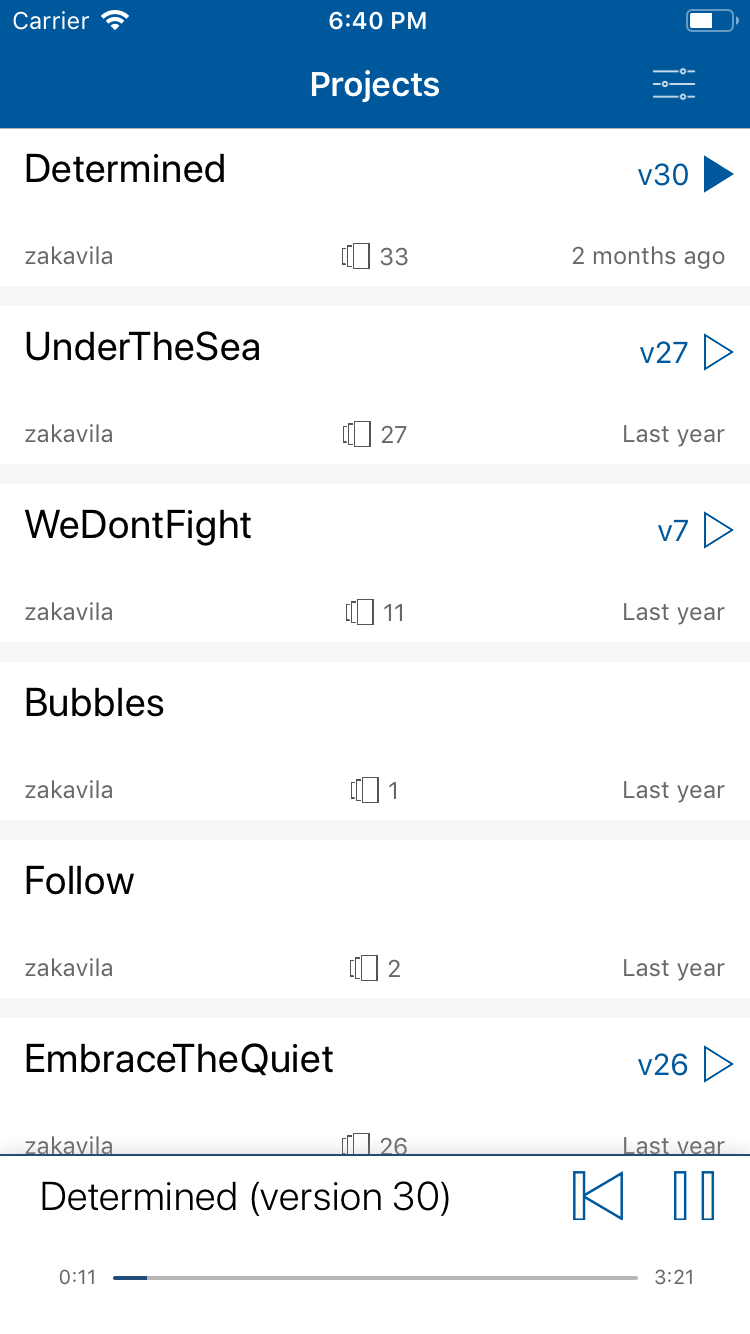 Carrier 6:40 PM
Projects
Determined v30
zakavila 33 2 months ago
UnderTheSea v27
zakavila 27 Last year
WeDontFight v7
zakavila 11 Last year
Bubbles
zakavila 1 Last year
Follow
zakavila 2 Last year
EmbraceTheQuiet v26
zakavila 26 Last year
Determined (version 30)
0:11 3:21